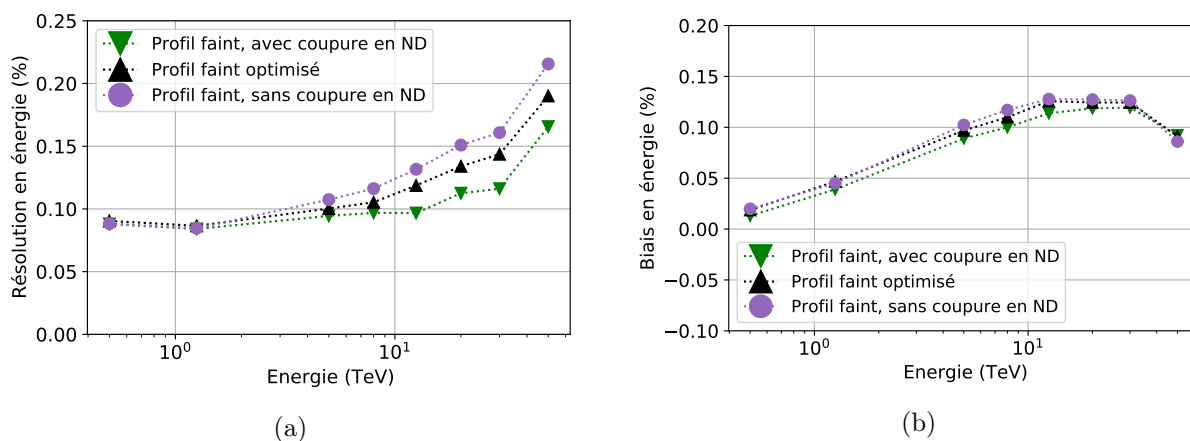 0.25
0.20
0.15
0.10
0.05
0.00
Résolution en énergie (%)
Profil faint, avec coupure en ND
Profil faint optimisé
Profil faint, sans coupure en ND
10⁰
10¹
Energie (TeV)
(a)
0.20
0.15
0.10
0.05
0.00
−0.05
−0.10
Biais en énergie (%)
Profil faint, avec coupure en ND
Profil faint optimisé
Profil faint, sans coupure en ND
10⁰
10¹
Energie (TeV)
(b)